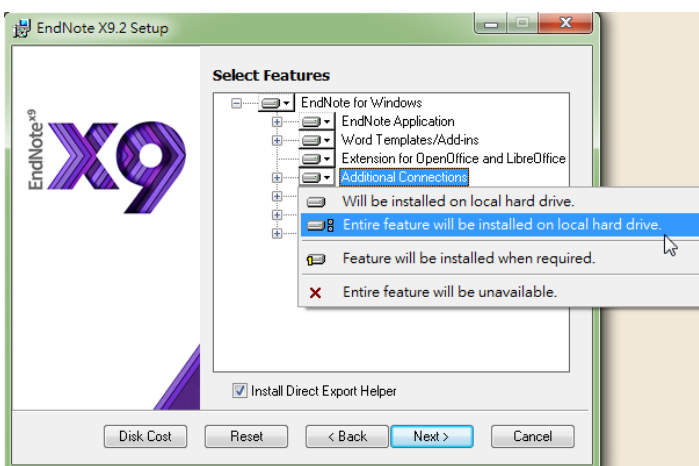 EndNote X9.2 Setup
EndNote x9
X9
Select Features
EndNote for Windows
EndNote Application
Word Templates/Add-ins
Extension for OpenOffice and LibreOffice
Additional Connections
Will be installed on local hard drive.
Entire feature will be installed on local hard drive.
Feature will be installed when required.
Entire feature will be unavailable.
Install Direct Export Helper
Disk Cost
Reset
< Back
Next >
Cancel